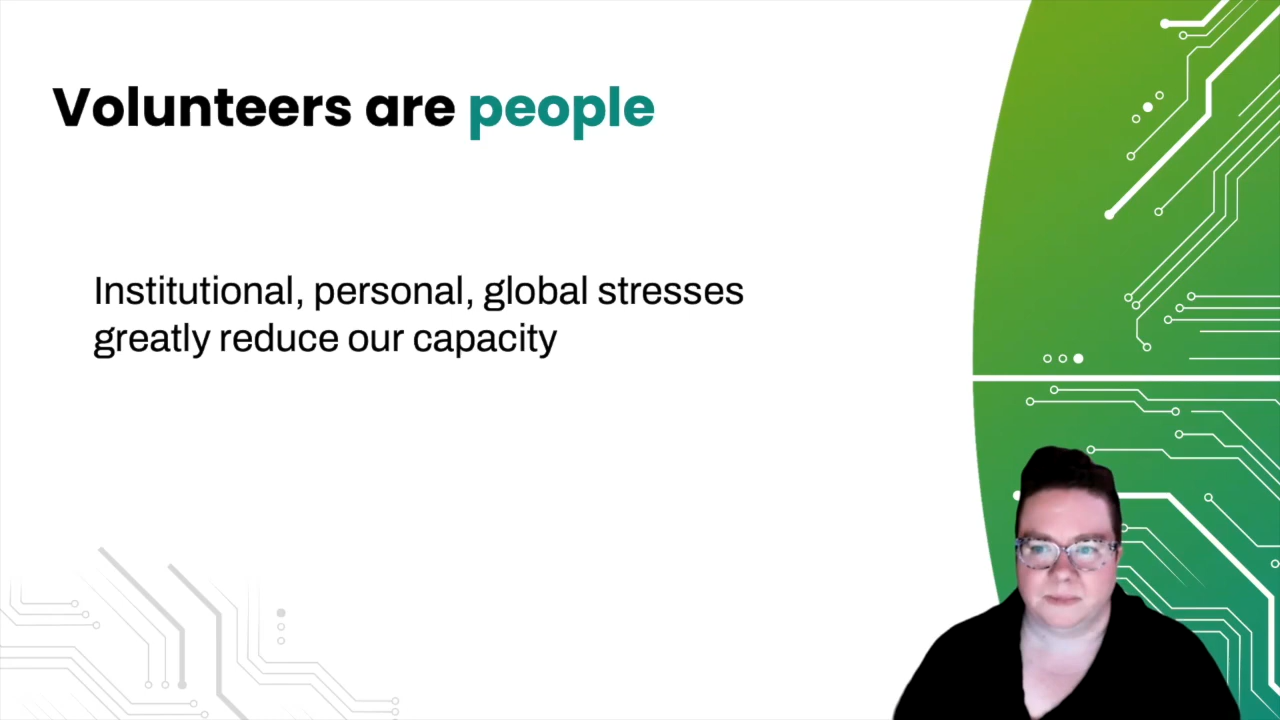 Volunteers are people
Institutional, personal, global stresses
greatly reduce our capacity